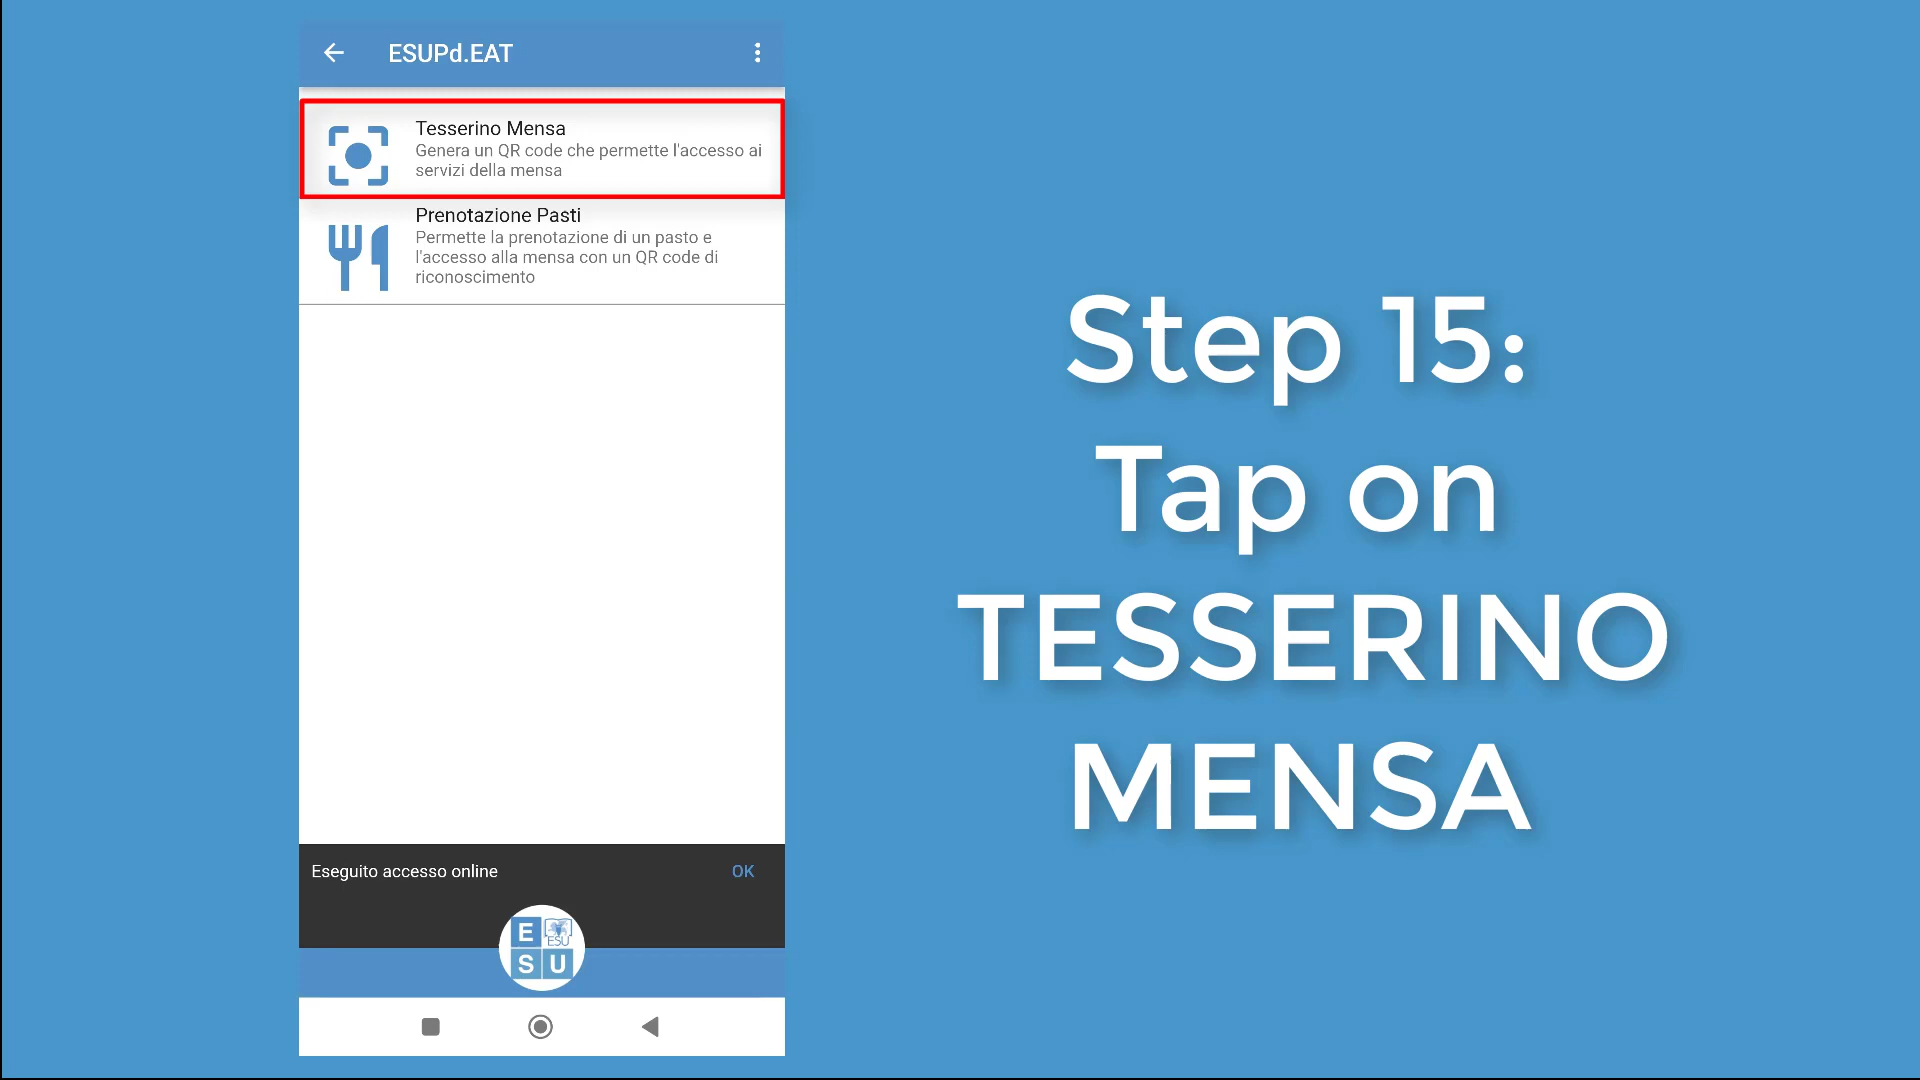 ESUPd.EAT
Tesserino Mensa
Genera un QR code che permette l'accesso ai
servizi della mensa
Prenotazione Pasti
Permette la prenotazione di un pasto e
l'accesso alla mensa con un QR code di
riconoscimento
Eseguito accesso online
OK
E
ESU
S U
Step 15:
Tap on
TESSERINO
MENSA